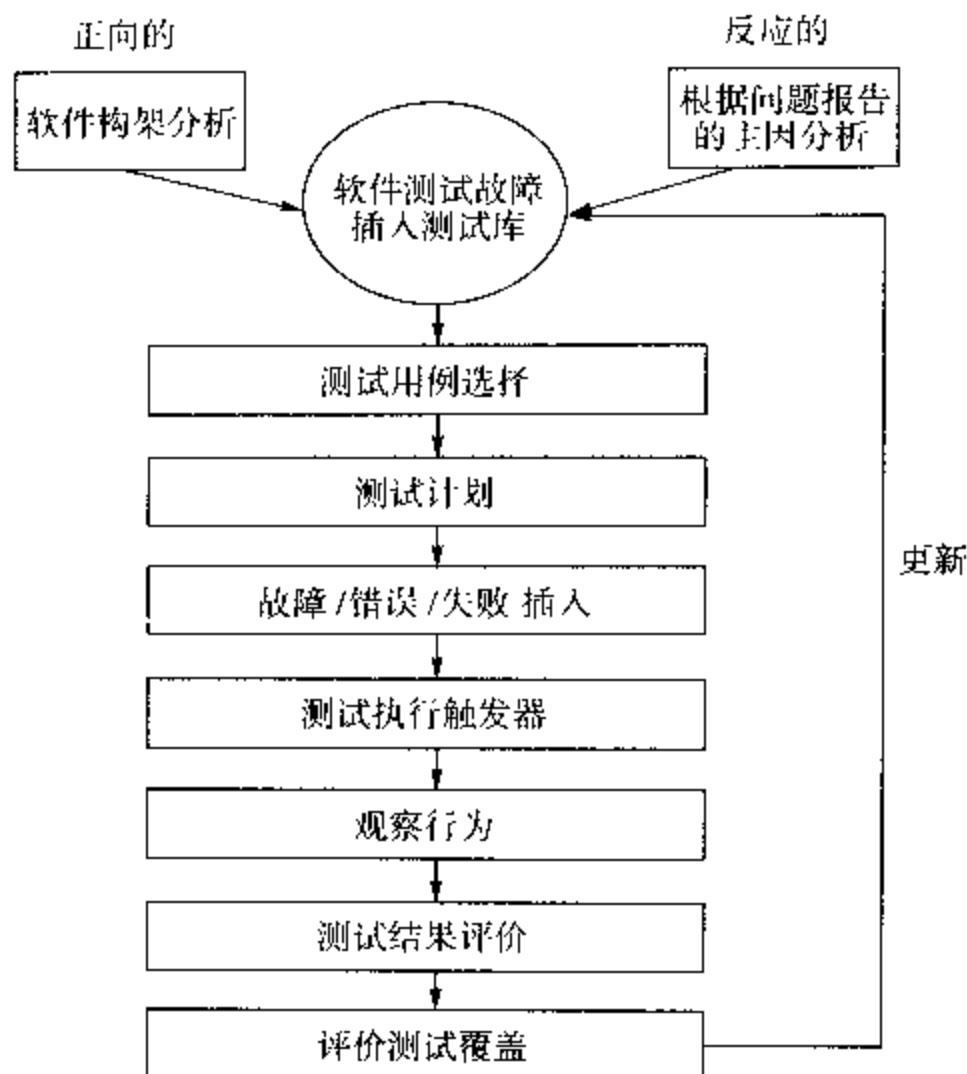 正向的
反应的
软件构架分析
根据问题报告
的主因分析
软件测试故障
插入测试库
测试用例选择
测试计划
更新
故障/错误/失败 插入
测试执行触发器
观察行为
测试结果评价
评价测试覆盖